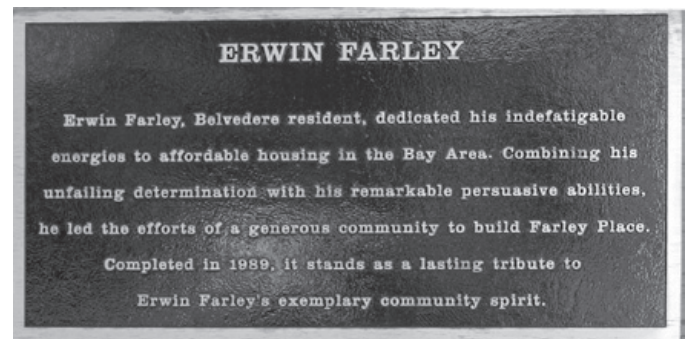 ERWIN FARLEY
Erwin Farley, Belvedere resident, dedicated his indefatigable
energies to affordable housing in the Bay Area. Combining his
unfailing determination with his remarkable persuasive abilities,
he led the efforts of a generous community to build Farley Place.
Completed in 1989, it stands as a lasting tribute to
Erwin Farley's exemplary community spirit.